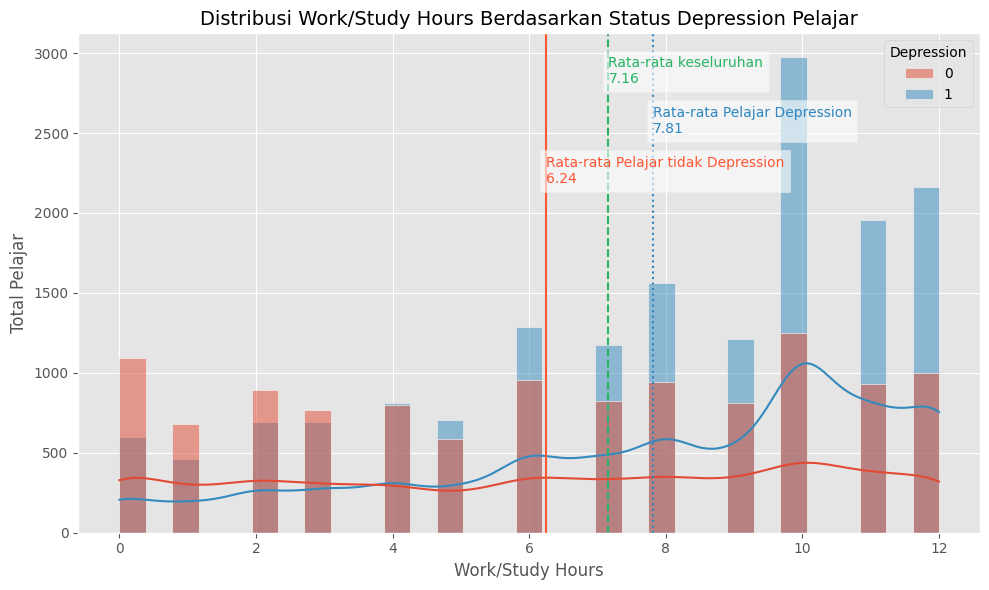 Distribusi Work/Study Hours Berdasarkan Status Depression Pelajar
Total Pelajar
3000
2500
2000
1500
1000
500
0
Rata-rata keseluruhan
7.16
Rata-rata Pelajar Depression
7.81
Rata-rata Pelajar tidak Depression
6.24
Depression
0
1
0
2
4
6
8
10
12
Work/Study Hours